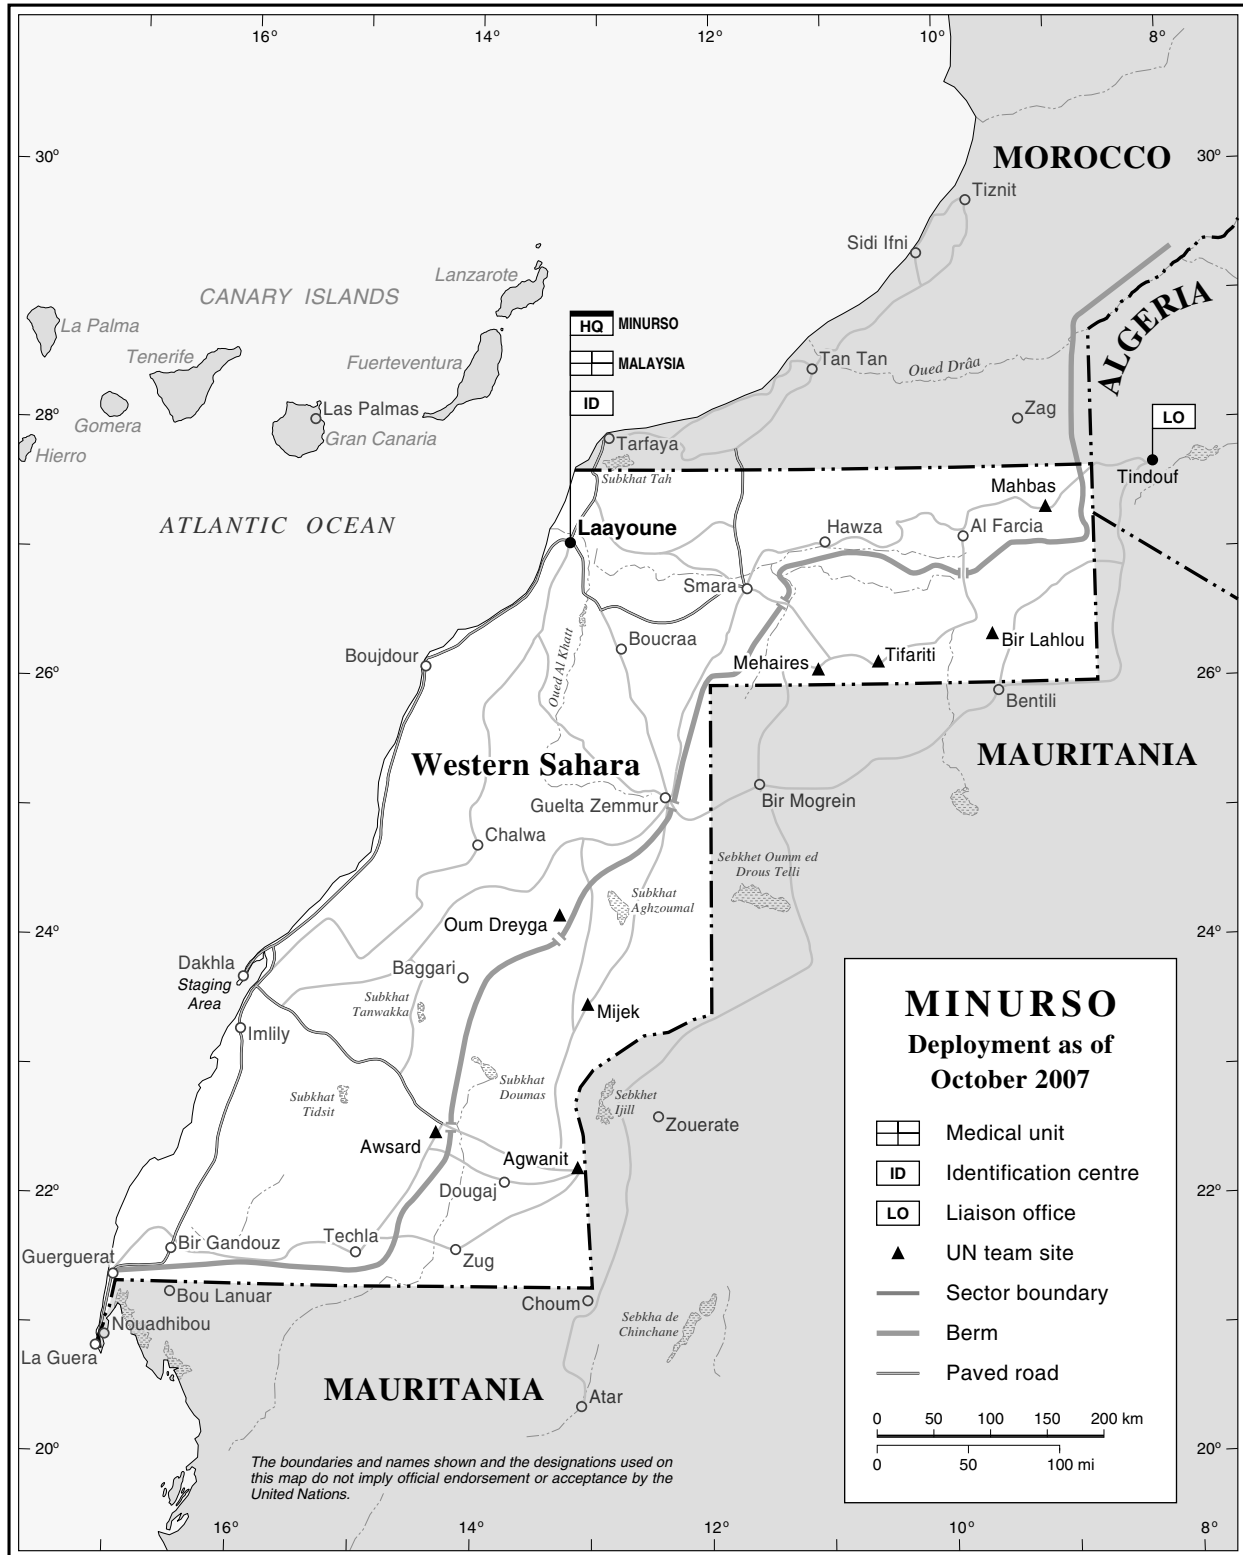 16°
14°
12°
10°
8°
30°
MOROCCO
30°
Tiznit
Sidi Ifni
Lanzarote
CANARY ISLANDS
ALGERIA
La Palma
HQ MINURSO
Tenerife
Fuerteventura
MALAYSIA
Tan Tan
Oued Drâa
ID
28°
Las Palmas
Zag
LO
28°
Gomera
Gran Canaria
Tarfaya
Hierro
Subkhat Tah
Tindouf
Mahbas
ATLANTIC OCEAN
Laayoune
Hawza
Al Farcia
Smara
Boucraa
Bir Lahlou
Oued Al Khatt
Tifariti
Boujdour
Mehaires
26°
26°
Bentili
Western Sahara
MAURITANIA
Guelta Zemmur
Bir Mogrein
Chalwa
Sebkhet Oumm ed
Drous Telli
Subkhat
Aghzoumal
Oum Dreyga
24°
24°
Dakhla
Staging
Area
Baggari
Subkhat
Tanwakka
Mijek
Imlily
Subkhat
Doumas
Subkhat
Tidsit
Sebkhet
Ijill
Zouerate
Awsard
Agwanit
22°
Dougaj
22°
Techla
Bir Gandouz
Guerguerat
Zug
Bou Lanuar
Choum
Nouadhibou
Sebkha de
Chinchane
La Guera
MAURITANIA
Atar
20°
20°
The boundaries and names shown and the designations used on
this map do not imply official endorsement or acceptance by the
United Nations.
16°
14°
12°
10°
8°
MINURSO
Deployment as of
October 2007
Medical unit
ID Identification centre
LO Liaison office
UN team site
Sector boundary
Berm
Paved road
0 50 100 150 200 km
0 50 100 mi